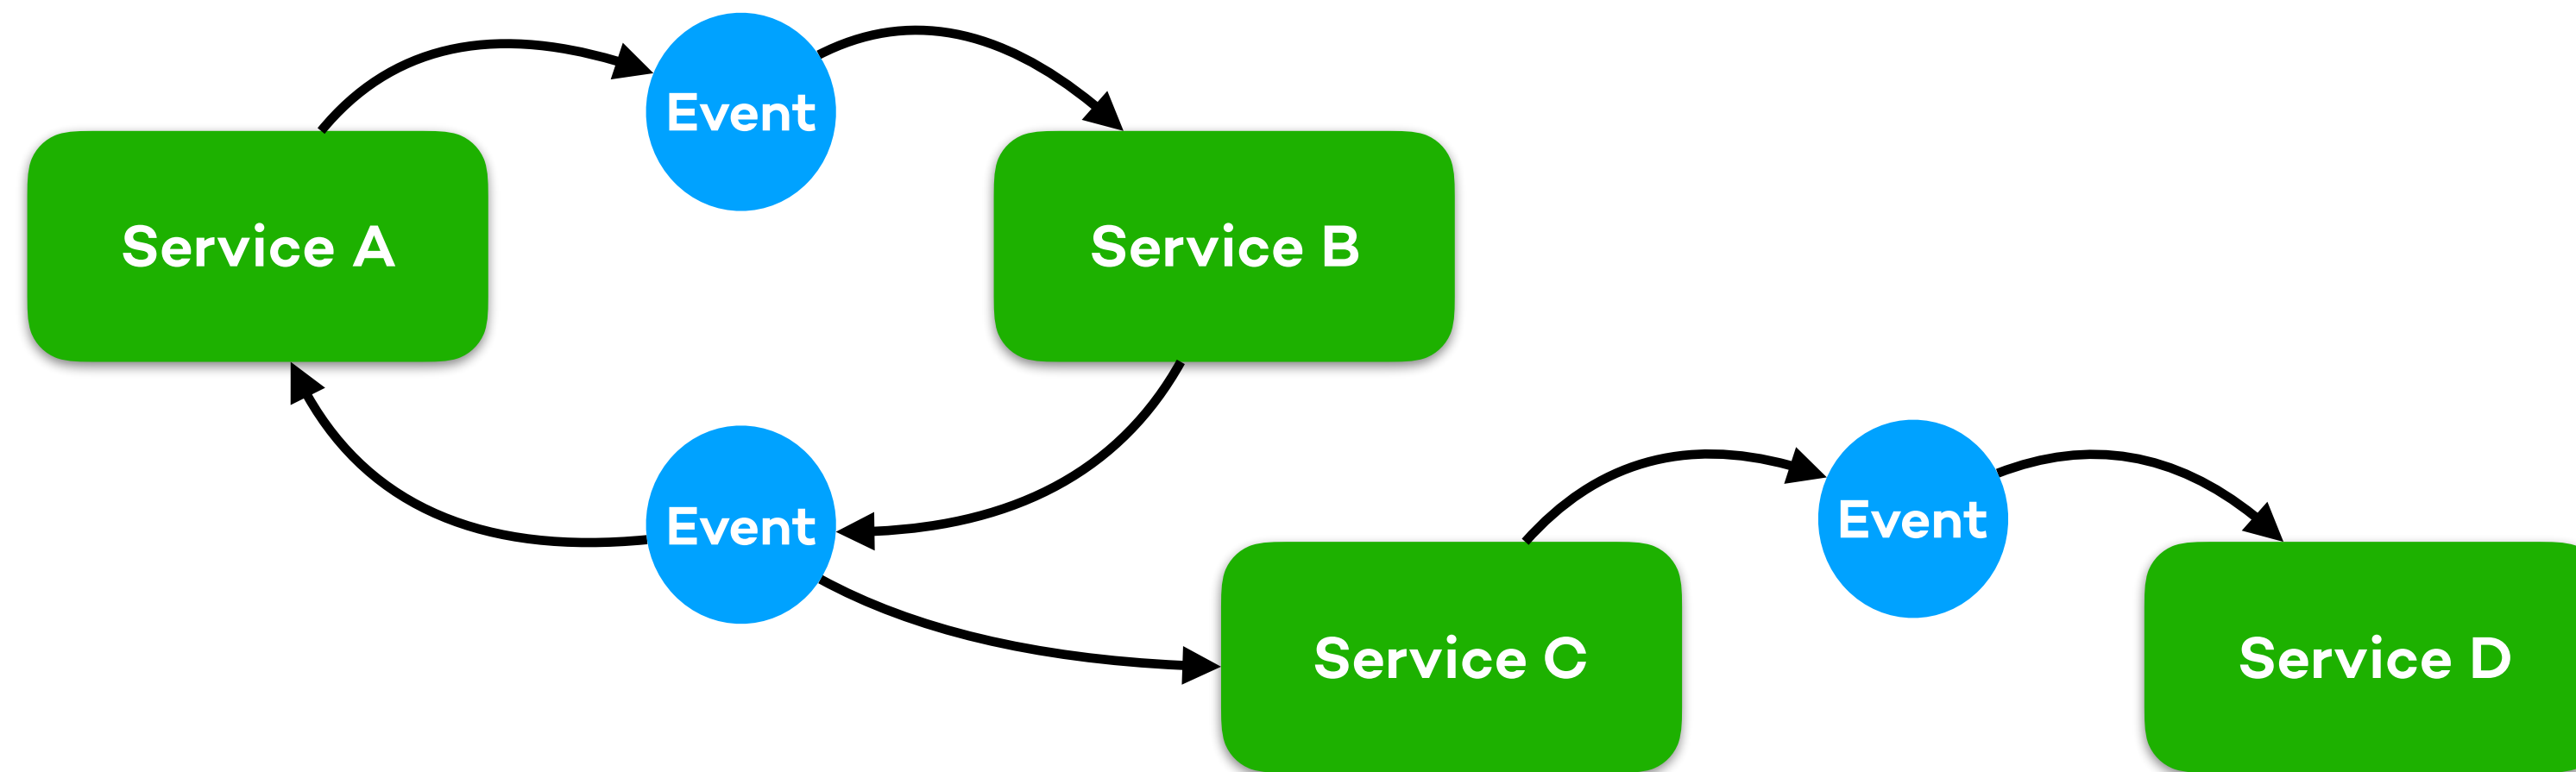 Event
Service A
Service B
Event
Event
Service C
Service D